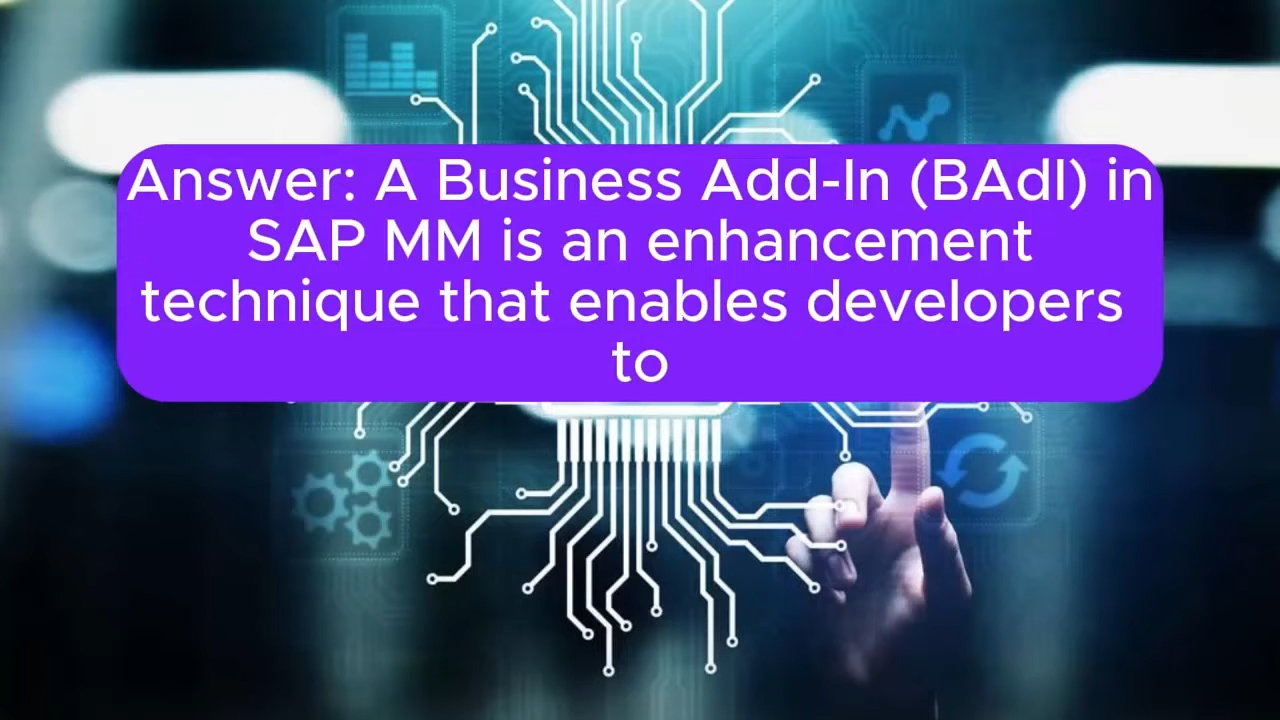 Answer: A Business Add-In (BAdI) in
SAP MM is an enhancement
technique that enables developers
to